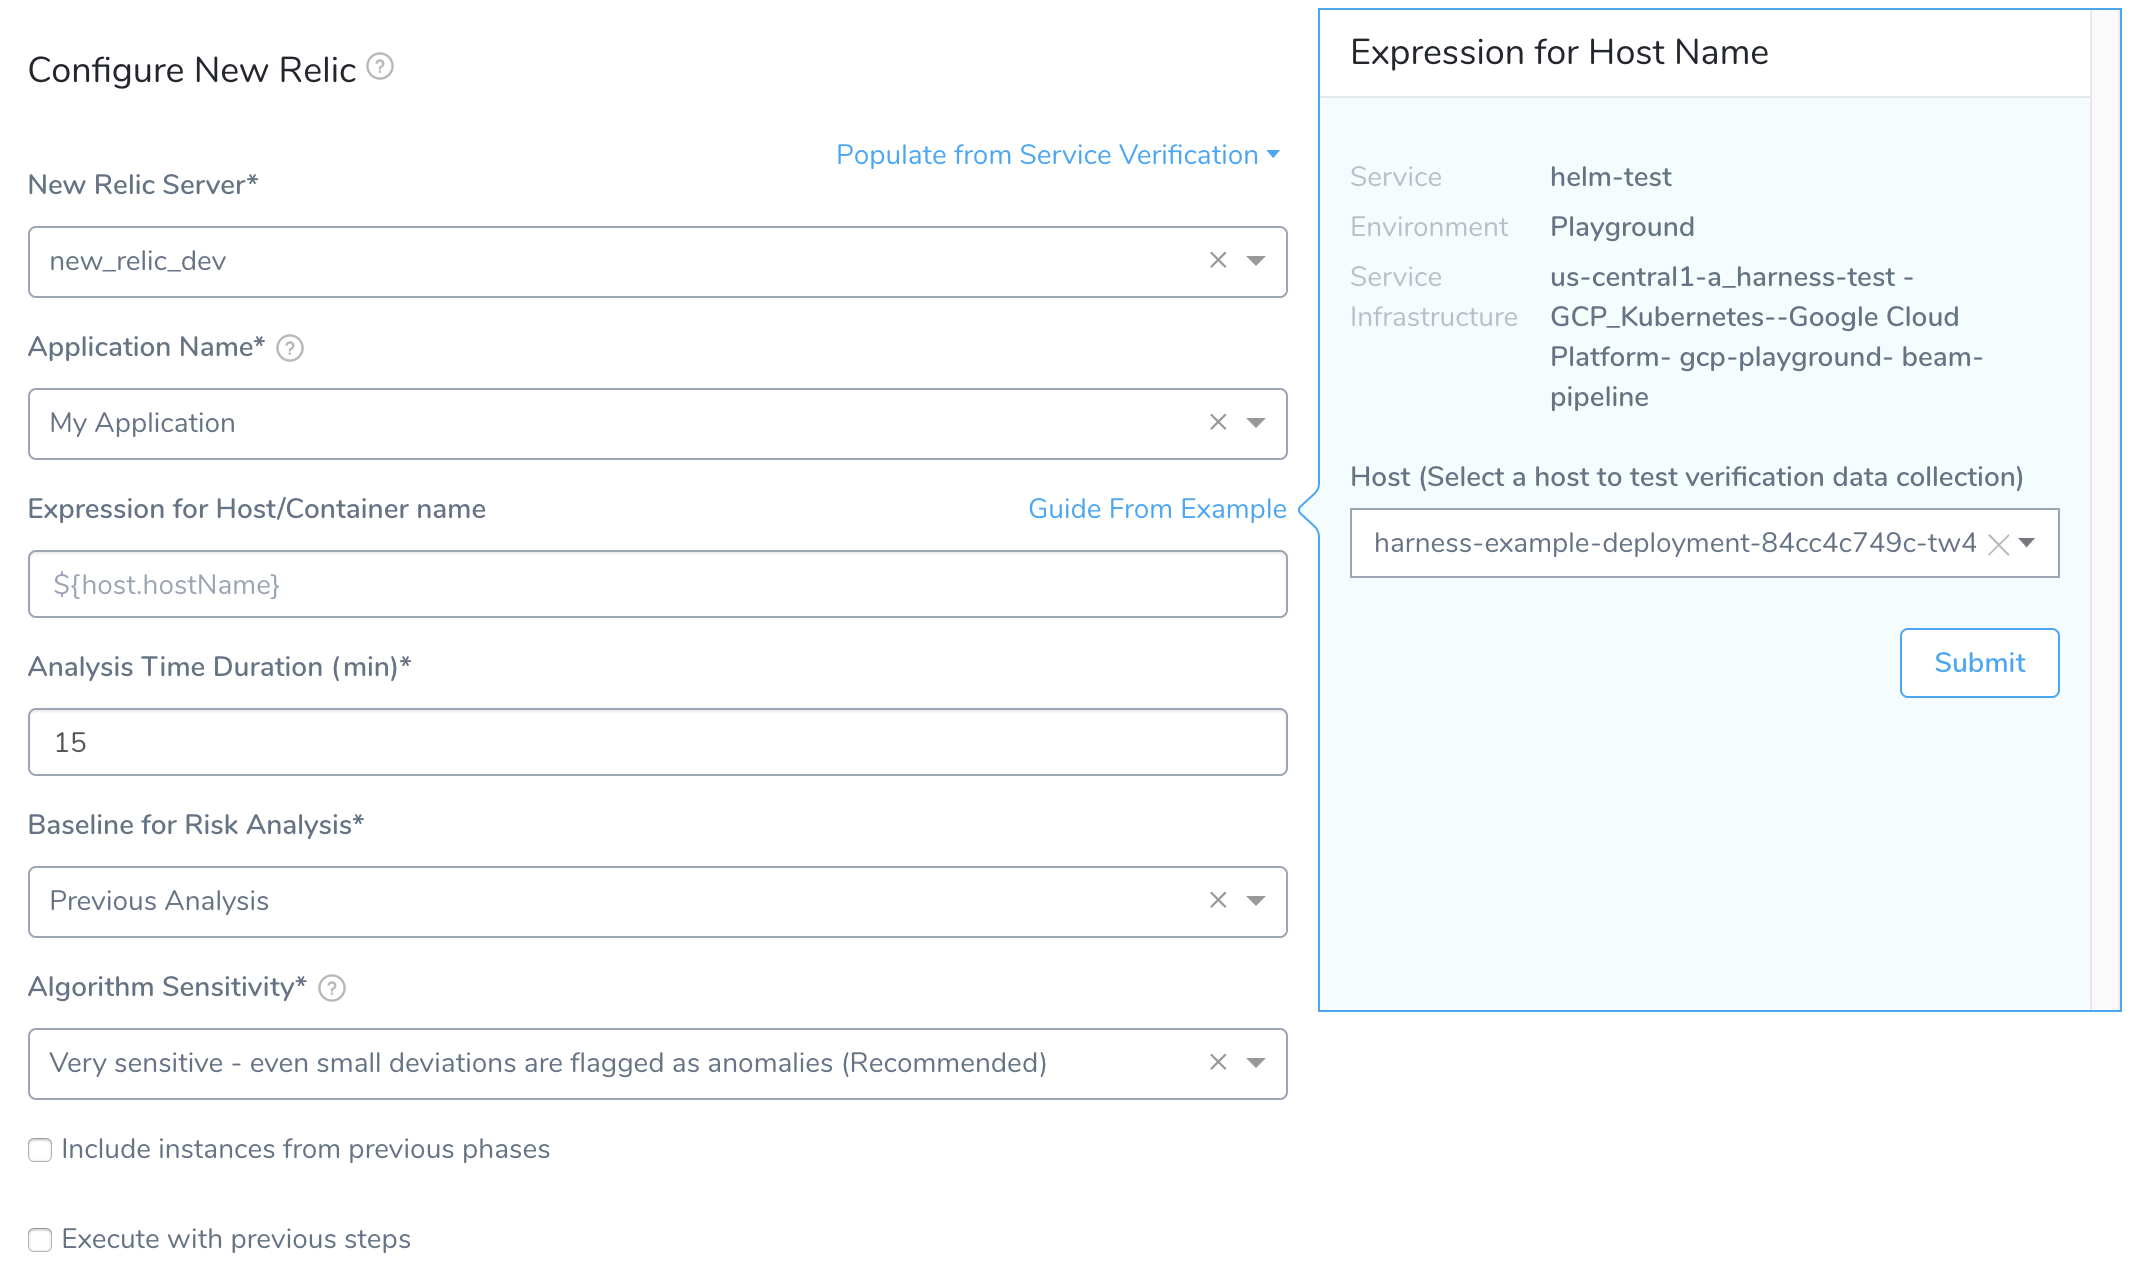 Configure New Relic ?
Populate from Service Verification
New Relic Server*
new_relic_dev
Application Name* ?
My Application
Expression for Host/Container name
Guide From Example
${host.hostName}
Analysis Time Duration (min)*
15
Baseline for Risk Analysis*
Previous Analysis
Algorithm Sensitivity* ?
Very sensitive - even small deviations are flagged as anomalies (Recommended)
Include instances from previous phases
Execute with previous steps
Expression for Host Name
Service helm-test
Environment Playground
Service us-central1-a_harness-test -
Infrastructure GCP_Kubernetes--Google Cloud
Platform- gcp-playground- beam-
pipeline
Host (Select a host to test verification data collection)
harness-example-deployment-84cc4c749c-tw4
Submit